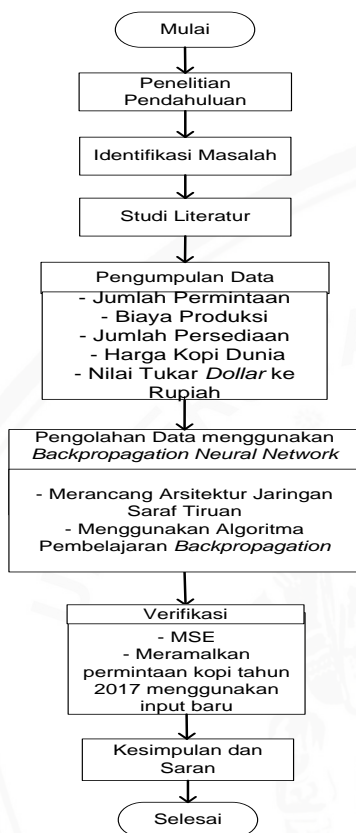 Mulai
Penelitian
Pendahuluan
Identifikasi Masalah
Studi Literatur
Pengumpulan Data
- Jumlah Permintaan
- Biaya Produksi
- Jumlah Persediaan
- Harga Kopi Dunia
- Nilai Tukar Dollar ke
Rupiah
Pengolahan Data menggunakan
Backpropagation Neural Network
- Merancang Arsitektur Jaringan
Saraf Tiruan
- Menggunakan Algoritma
Pembelajaran Backpropagation
Verifikasi
- MSE
- Meramalkan
permintaan kopi tahun
2017 menggunakan
input baru
Kesimpulan dan
Saran
Selesai